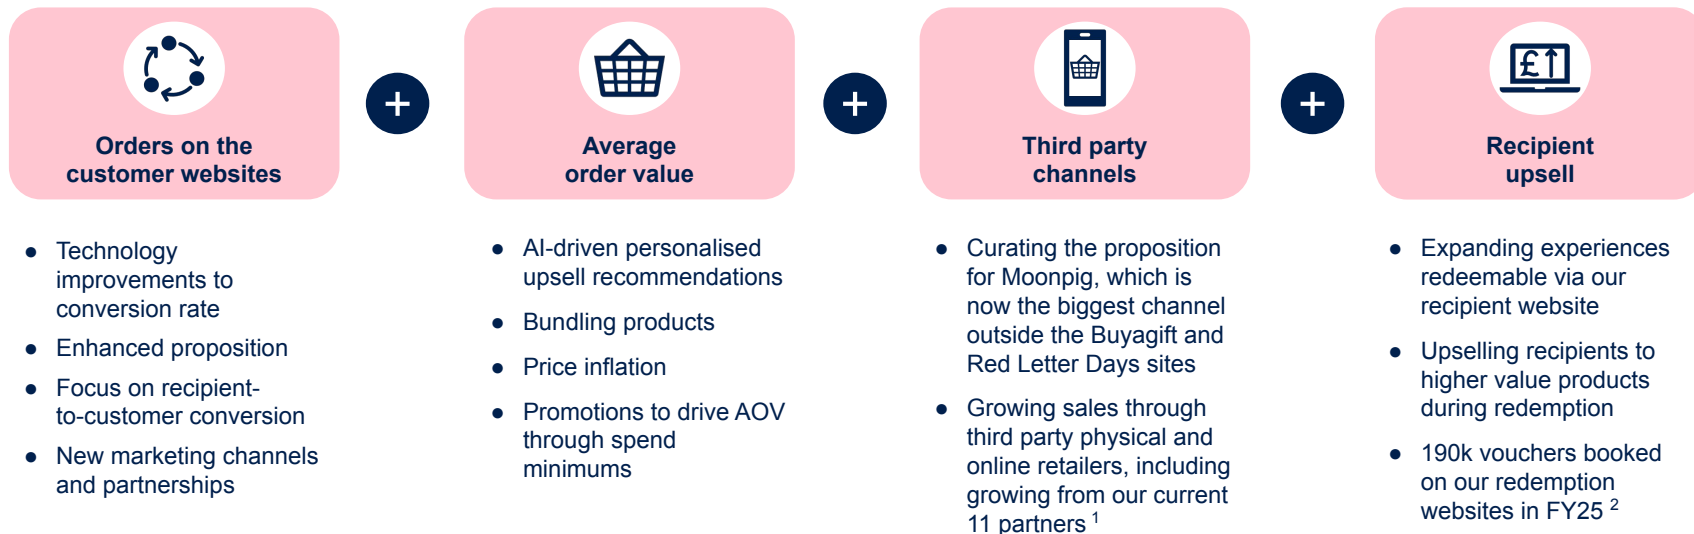 Orders on the
customer websites
● Technology
improvements to
conversion rate
● Enhanced proposition
● Focus on recipient-
to-customer conversion
● New marketing channels
and partnerships
+
Average
order value
● AI-driven personalised
upsell recommendations
● Bundling products
● Price inflation
● Promotions to drive AOV
through spend
minimums
+
Third party
channels
● Curating the proposition
for Moonpig, which is
now the biggest channel
outside the Buyagift and
Red Letter Days sites
● Growing sales through
third party physical and
online retailers, including
growing from our current
11 partners ¹
+
£
Recipient
upsell
● Expanding experiences
redeemable via our
recipient website
● Upselling recipients to
higher value products
during redemption
● 190k vouchers booked
on our redemption
websites in FY25 ²